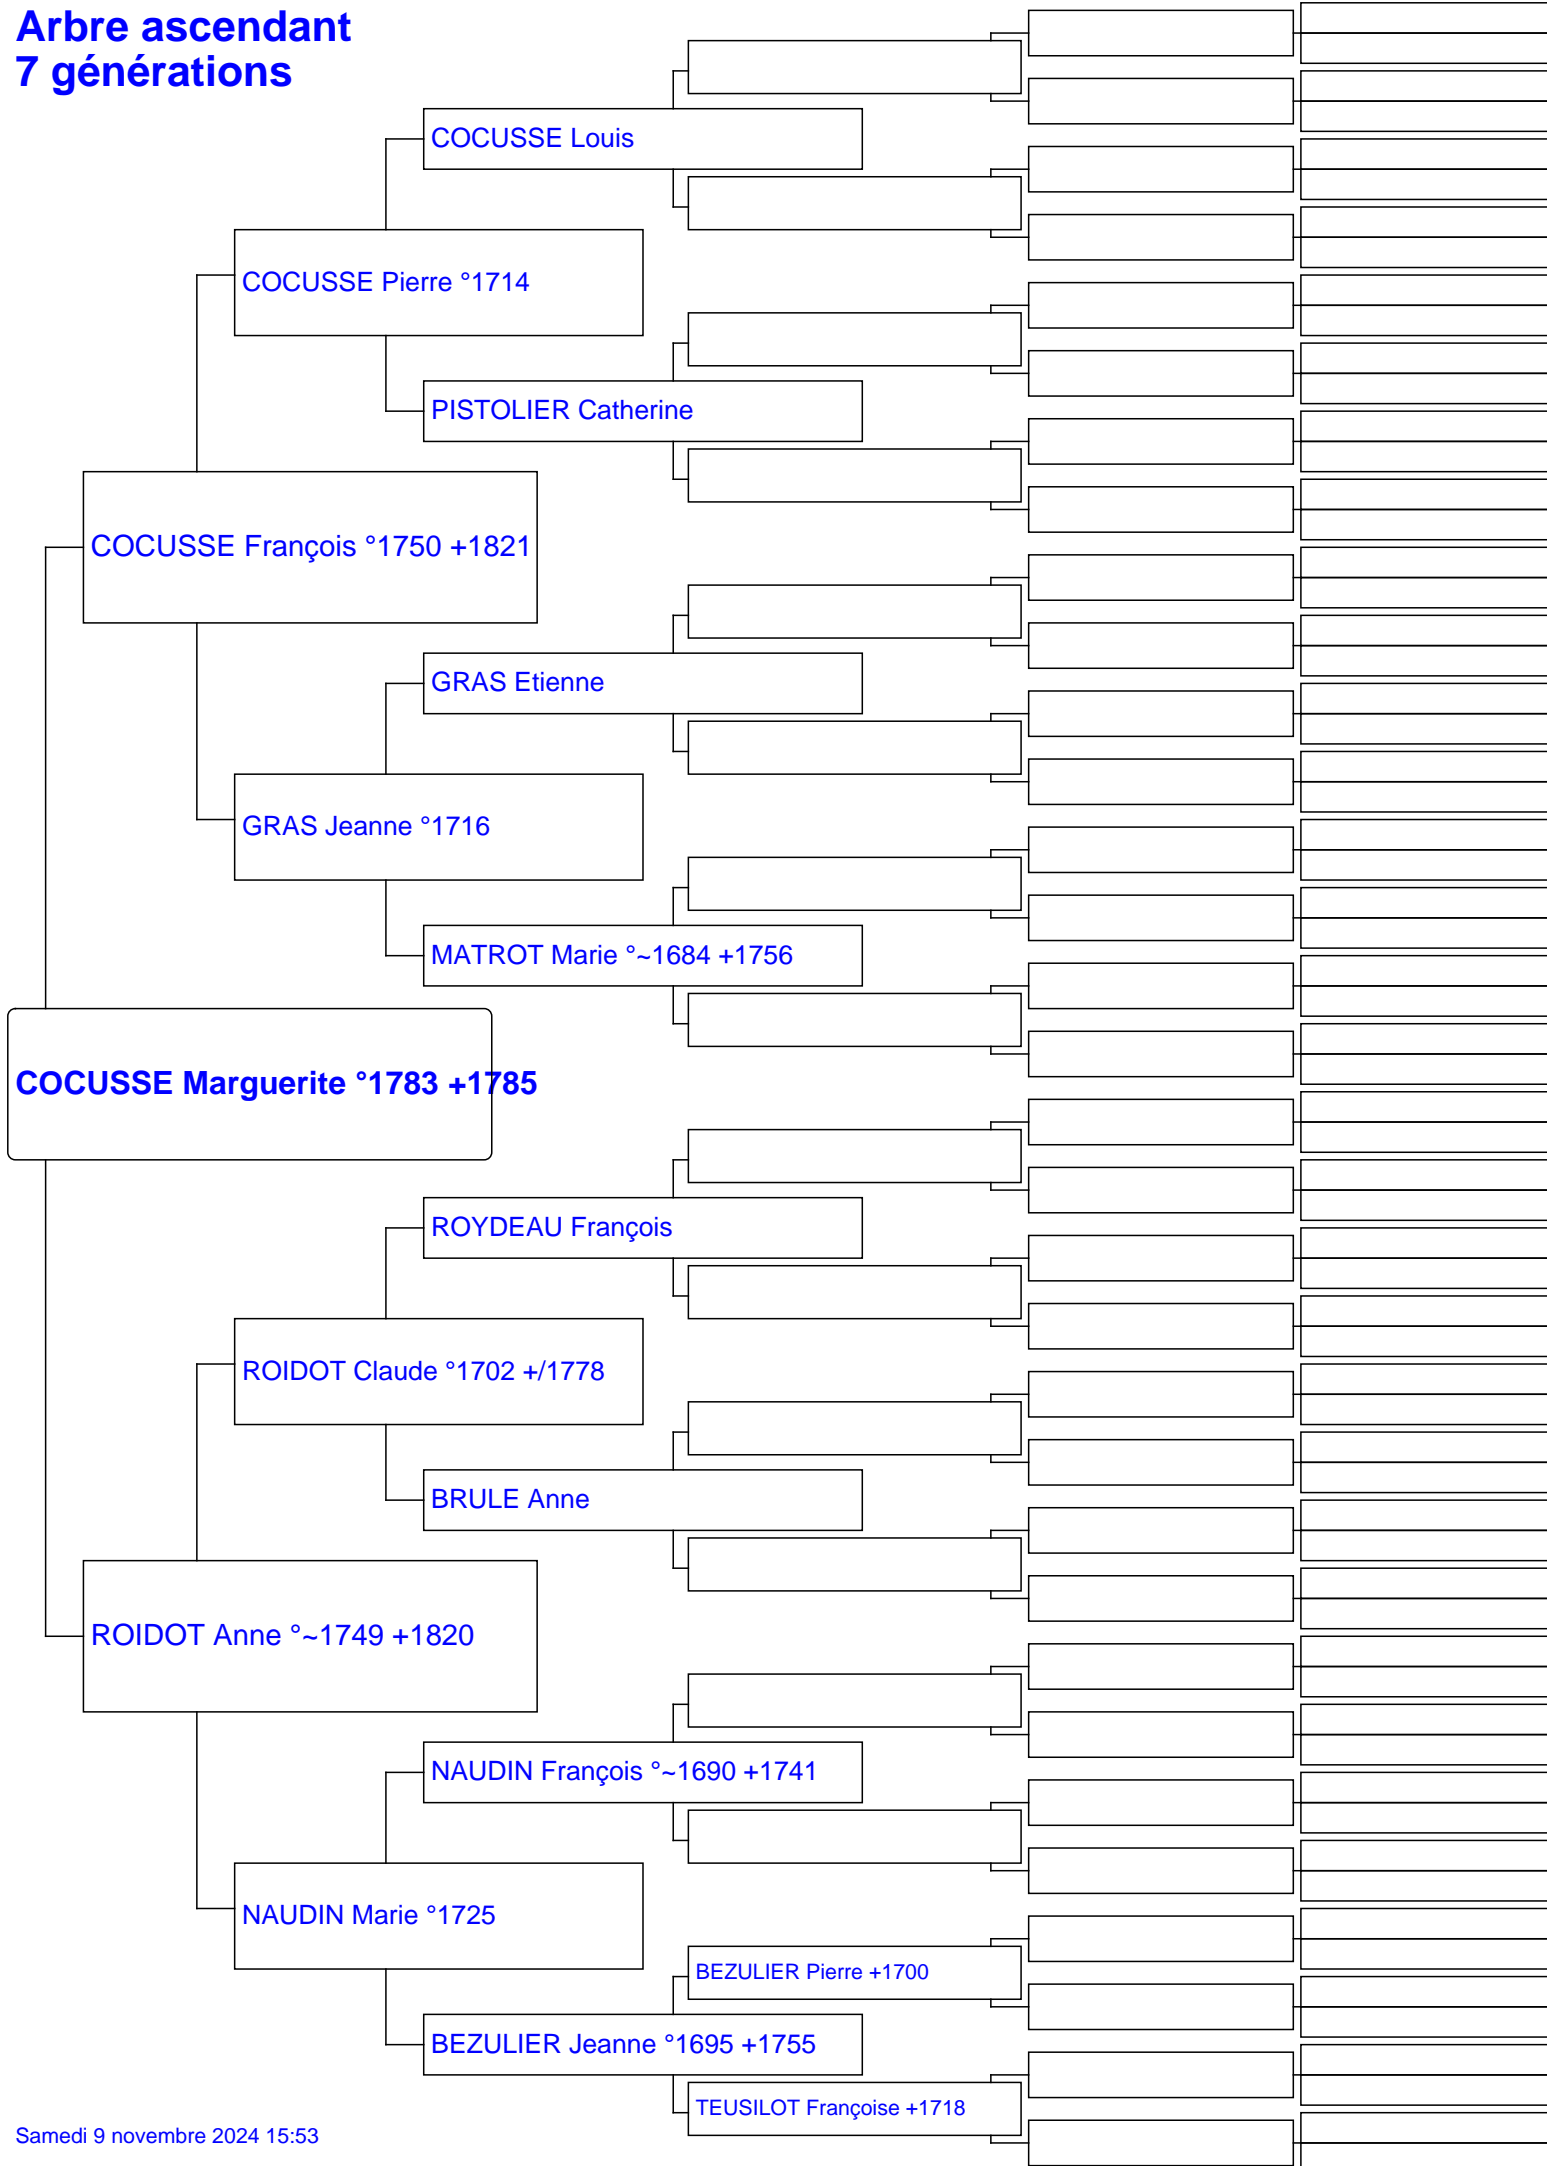 Arbre ascendant
7 générations
COCUSSE Louis
COCUSSE Pierre °1714
PISTOLIER Catherine
COCUSSE François °1750 +1821
GRAS Etienne
GRAS Jeanne °1716
MATROT Marie °~1684 +1756
COCUSSE Marguerite °1783 +1785
ROYDEAU François
ROIDOT Claude °1702 +/1778
BRULE Anne
ROIDOT Anne °~1749 +1820
NAUDIN François °~1690 +1741
NAUDIN Marie °1725
BEZULIER Pierre +1700
BEZULIER Jeanne °1695 +1755
TEUSILOT Françoise +1718
Samedi 9 novembre 2024 15:53